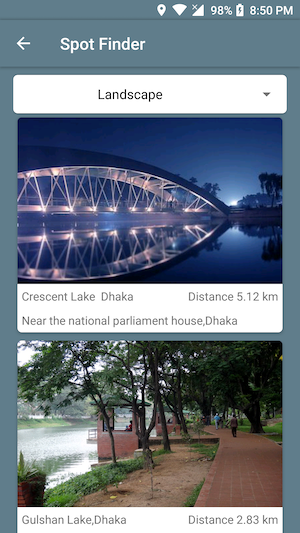 98% 8:50 PM
Spot Finder
Landscape
Crescent Lake  Dhaka Distance 5.12 km
Near the national parliament house,Dhaka
Gulshan Lake,Dhaka Distance 2.83 km